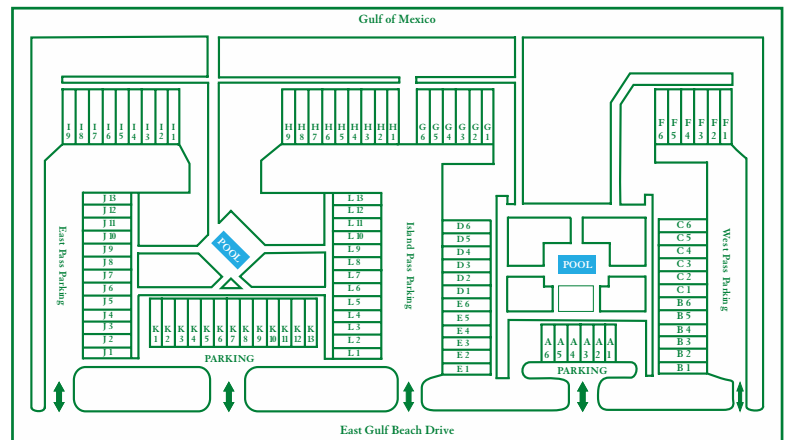 Gulf of Mexico
I 9 I 8 I 7 I 6 I 5 I 4 I 3 I 2 I 1
H 9 H 8 H 7 H 6 H 5 H 4 H 3 H 2 H 1
G 6 G 5 G 4 G 3 G 2 G 1
F 6 F 5 F 4 F 3 F 2 F 1
J 13
J 12
J 11
J 10
J 9
J 8
J 7
J 6
J 5
J 4
J 3
J 2
J 1
East Pass Parking
POOL
L 13
L 12
L 11
L 10
L 9
L 8
L 7
L 6
L 5
L 4
L 3
L 2
L 1
K 1 K 2 K 3 K 4 K 5 K 6 K 7 K 8 K 9 K 10 K 11 K 12 K 13
PARKING
Island Pass Parking
D 6
D 5
D 4
D 3
D 2
D 1
E 6
E 5
E 4
E 3
E 2
E 1
POOL
A 6 A 5 A 4 A 3 A 2 A 1
PARKING
C 6
C 5
C 4
C 3
C 2
C 1
B 6
B 5
B 4
B 3
B 2
B 1
West Pass Parking
East Gulf Beach Drive